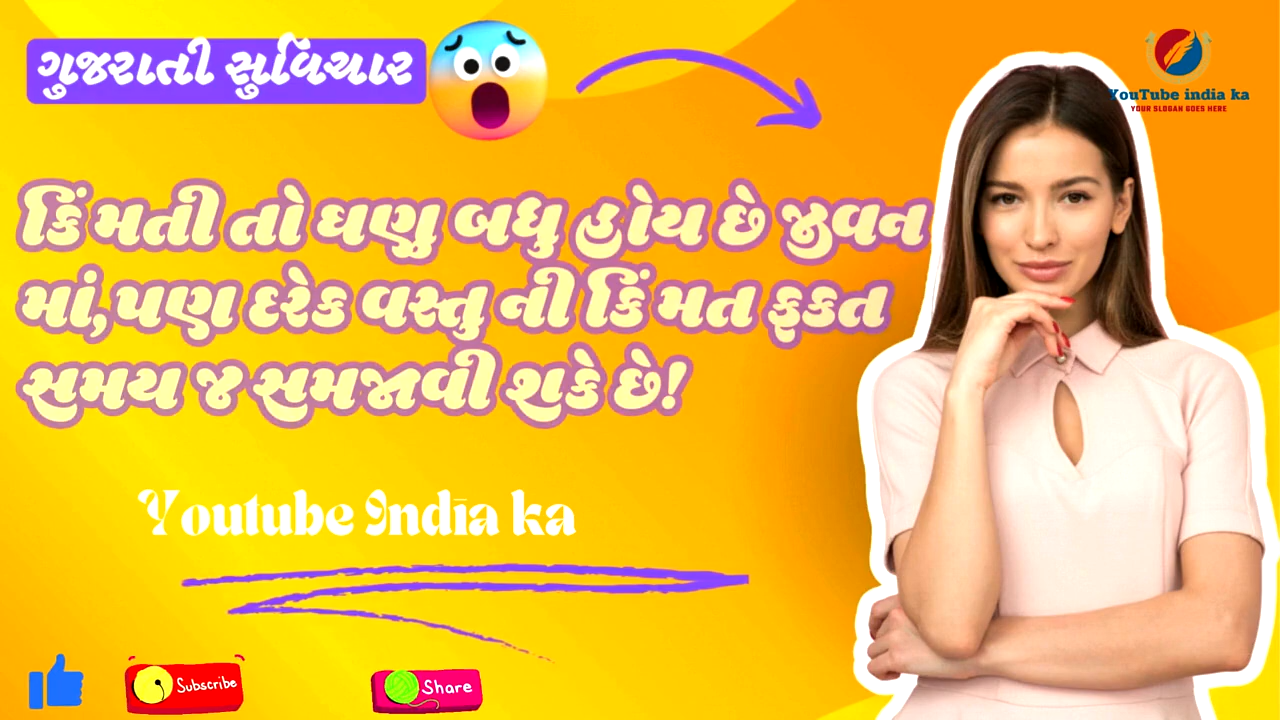 ગુજરાતી સુવિચાર
YouTube india ka
YOUR SLOGAN GOES HERE
કિંમતી તો ઘણુ બધુ હોય છે જીવન
માં,પણ દરેક વસ્તુ ની કિંમત ફકત
સમય જ સમજાવી શકે છે!
Youtube India ka
Subscribe
Share